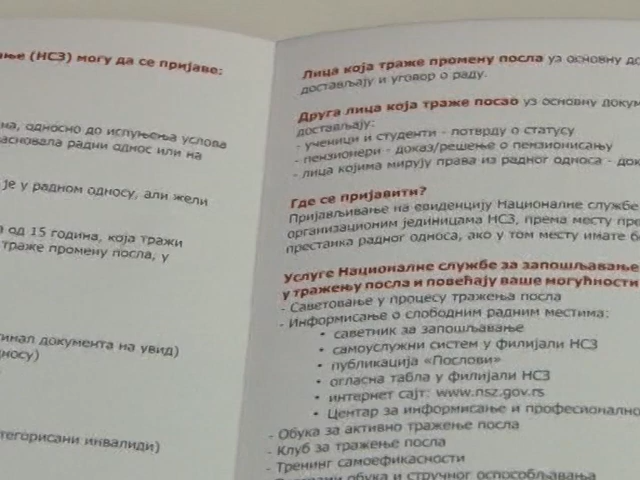 ање (НСЗ) могу да се пријаве:
на, односно до испуњења услова
асновала радни однос или на
је у радном односу, али жели
од 15 година, која тражи
траже промену посла, у
инал документа на увид)
носу)
тегорисани инвалиди)
Лица која траже промену посла уз основну
достављају и уговор о раду.
Друга лица која траже посао уз основну
достављају:
- ученици и студенти - потврду о статусу
- пензионери - доказ/решење о пензионисању
- лица којима мирују права из радног односа -
Где се пријавити?
Пријављивање на евиденцију Националне службе
организационим јединицама НСЗ, према месту
престанка радног односа, ако у том месту имате
Услуге Националне службе за запошљавање
у тражењу посла и повећају ваше могућности
- Саветовање у процесу тражења посла
- Информисање о слободним радним местима:
• саветник за запошљавање
• самоуслужни систем у филијали НСЗ
• публикација «Послови»
• огласна табла у филијали НСЗ
• интернет сајт: www.nsz.gov.rs
• Центар за информисање и професионално
- Обука за активно тражење посла
- Клуб за тражење посла
- Тренинг самоефикасности
обука и стручног оспособљавања